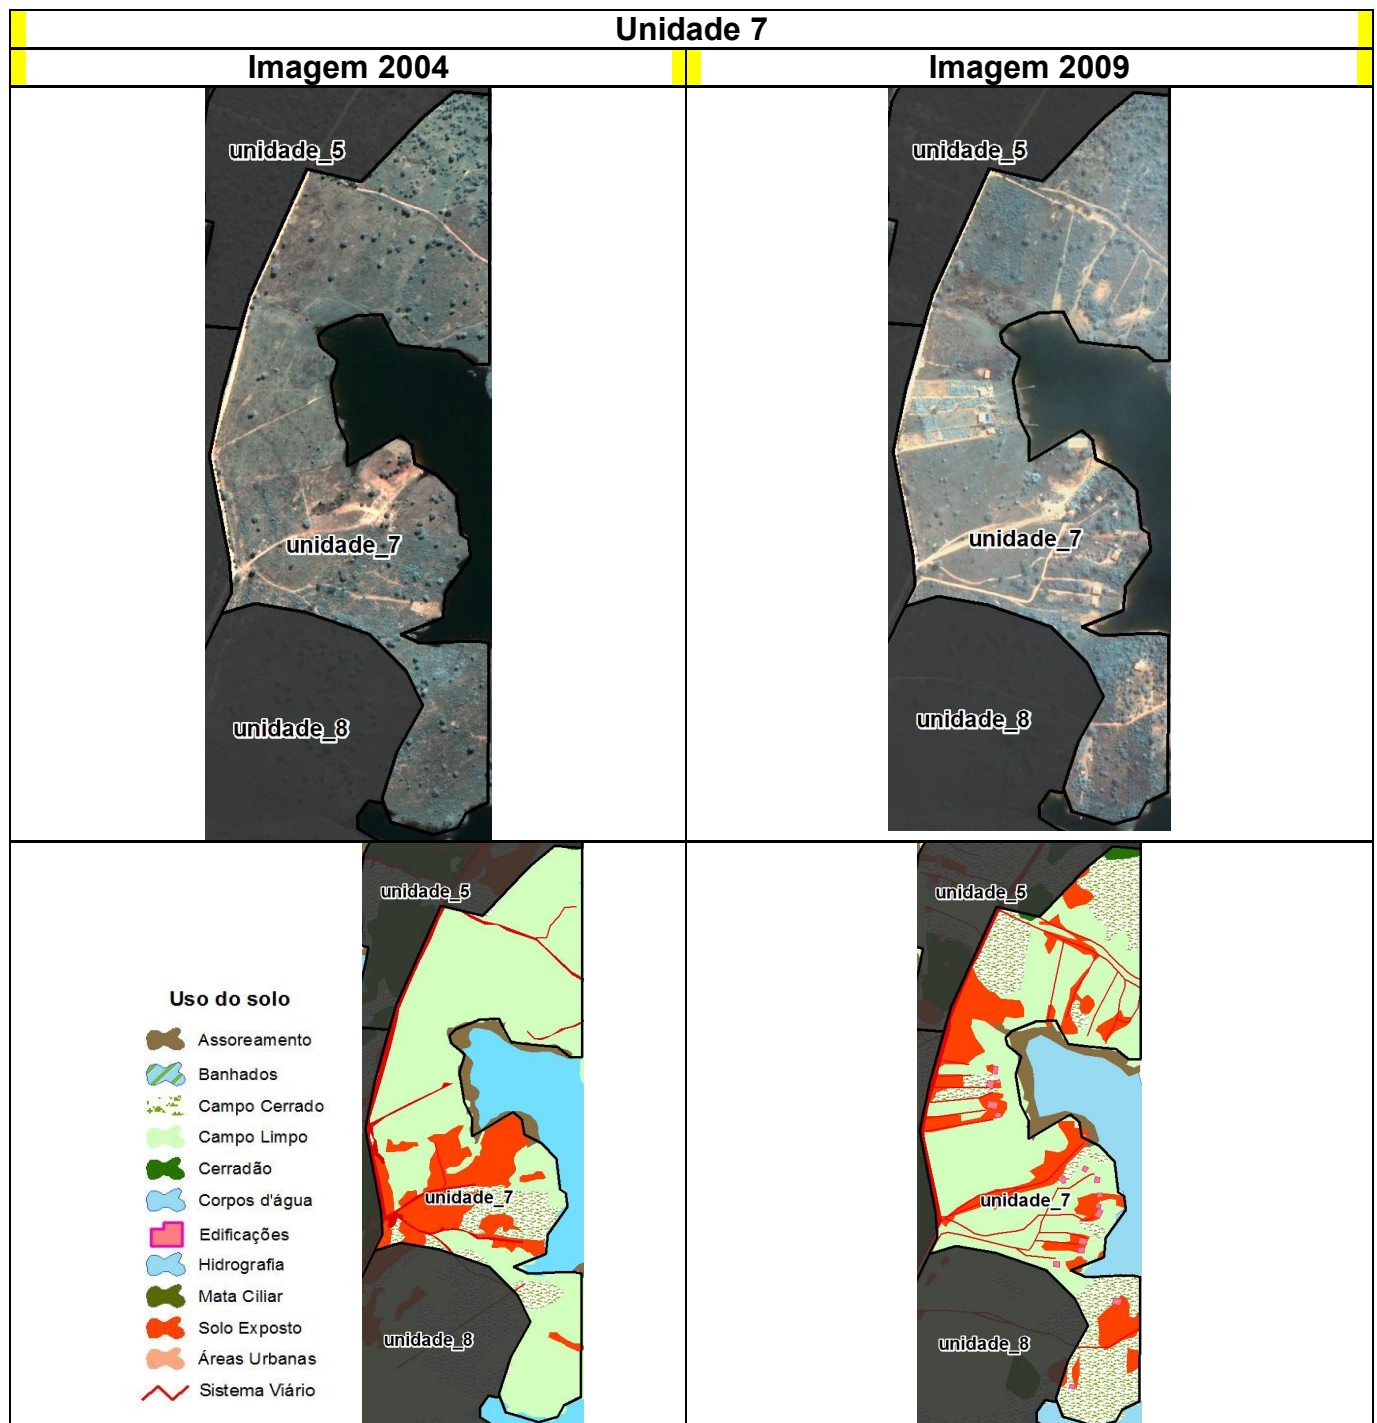 Unidade 7
Imagem 2004
Imagem 2009
unidade_5
unidade_7
unidade_8
unidade_5
unidade_7
unidade_8
Uso do solo
Assoreamento
Banhados
Campo Cerrado
Campo Limpo
Cerradão
Corpos d'água
Edificações
Hidrografia
Mata Ciliar
Solo Exposto
Áreas Urbanas
Sistema Viário
unidade_5
unidade_7
unidade_8
unidade_5
unidade_7
unidade_8